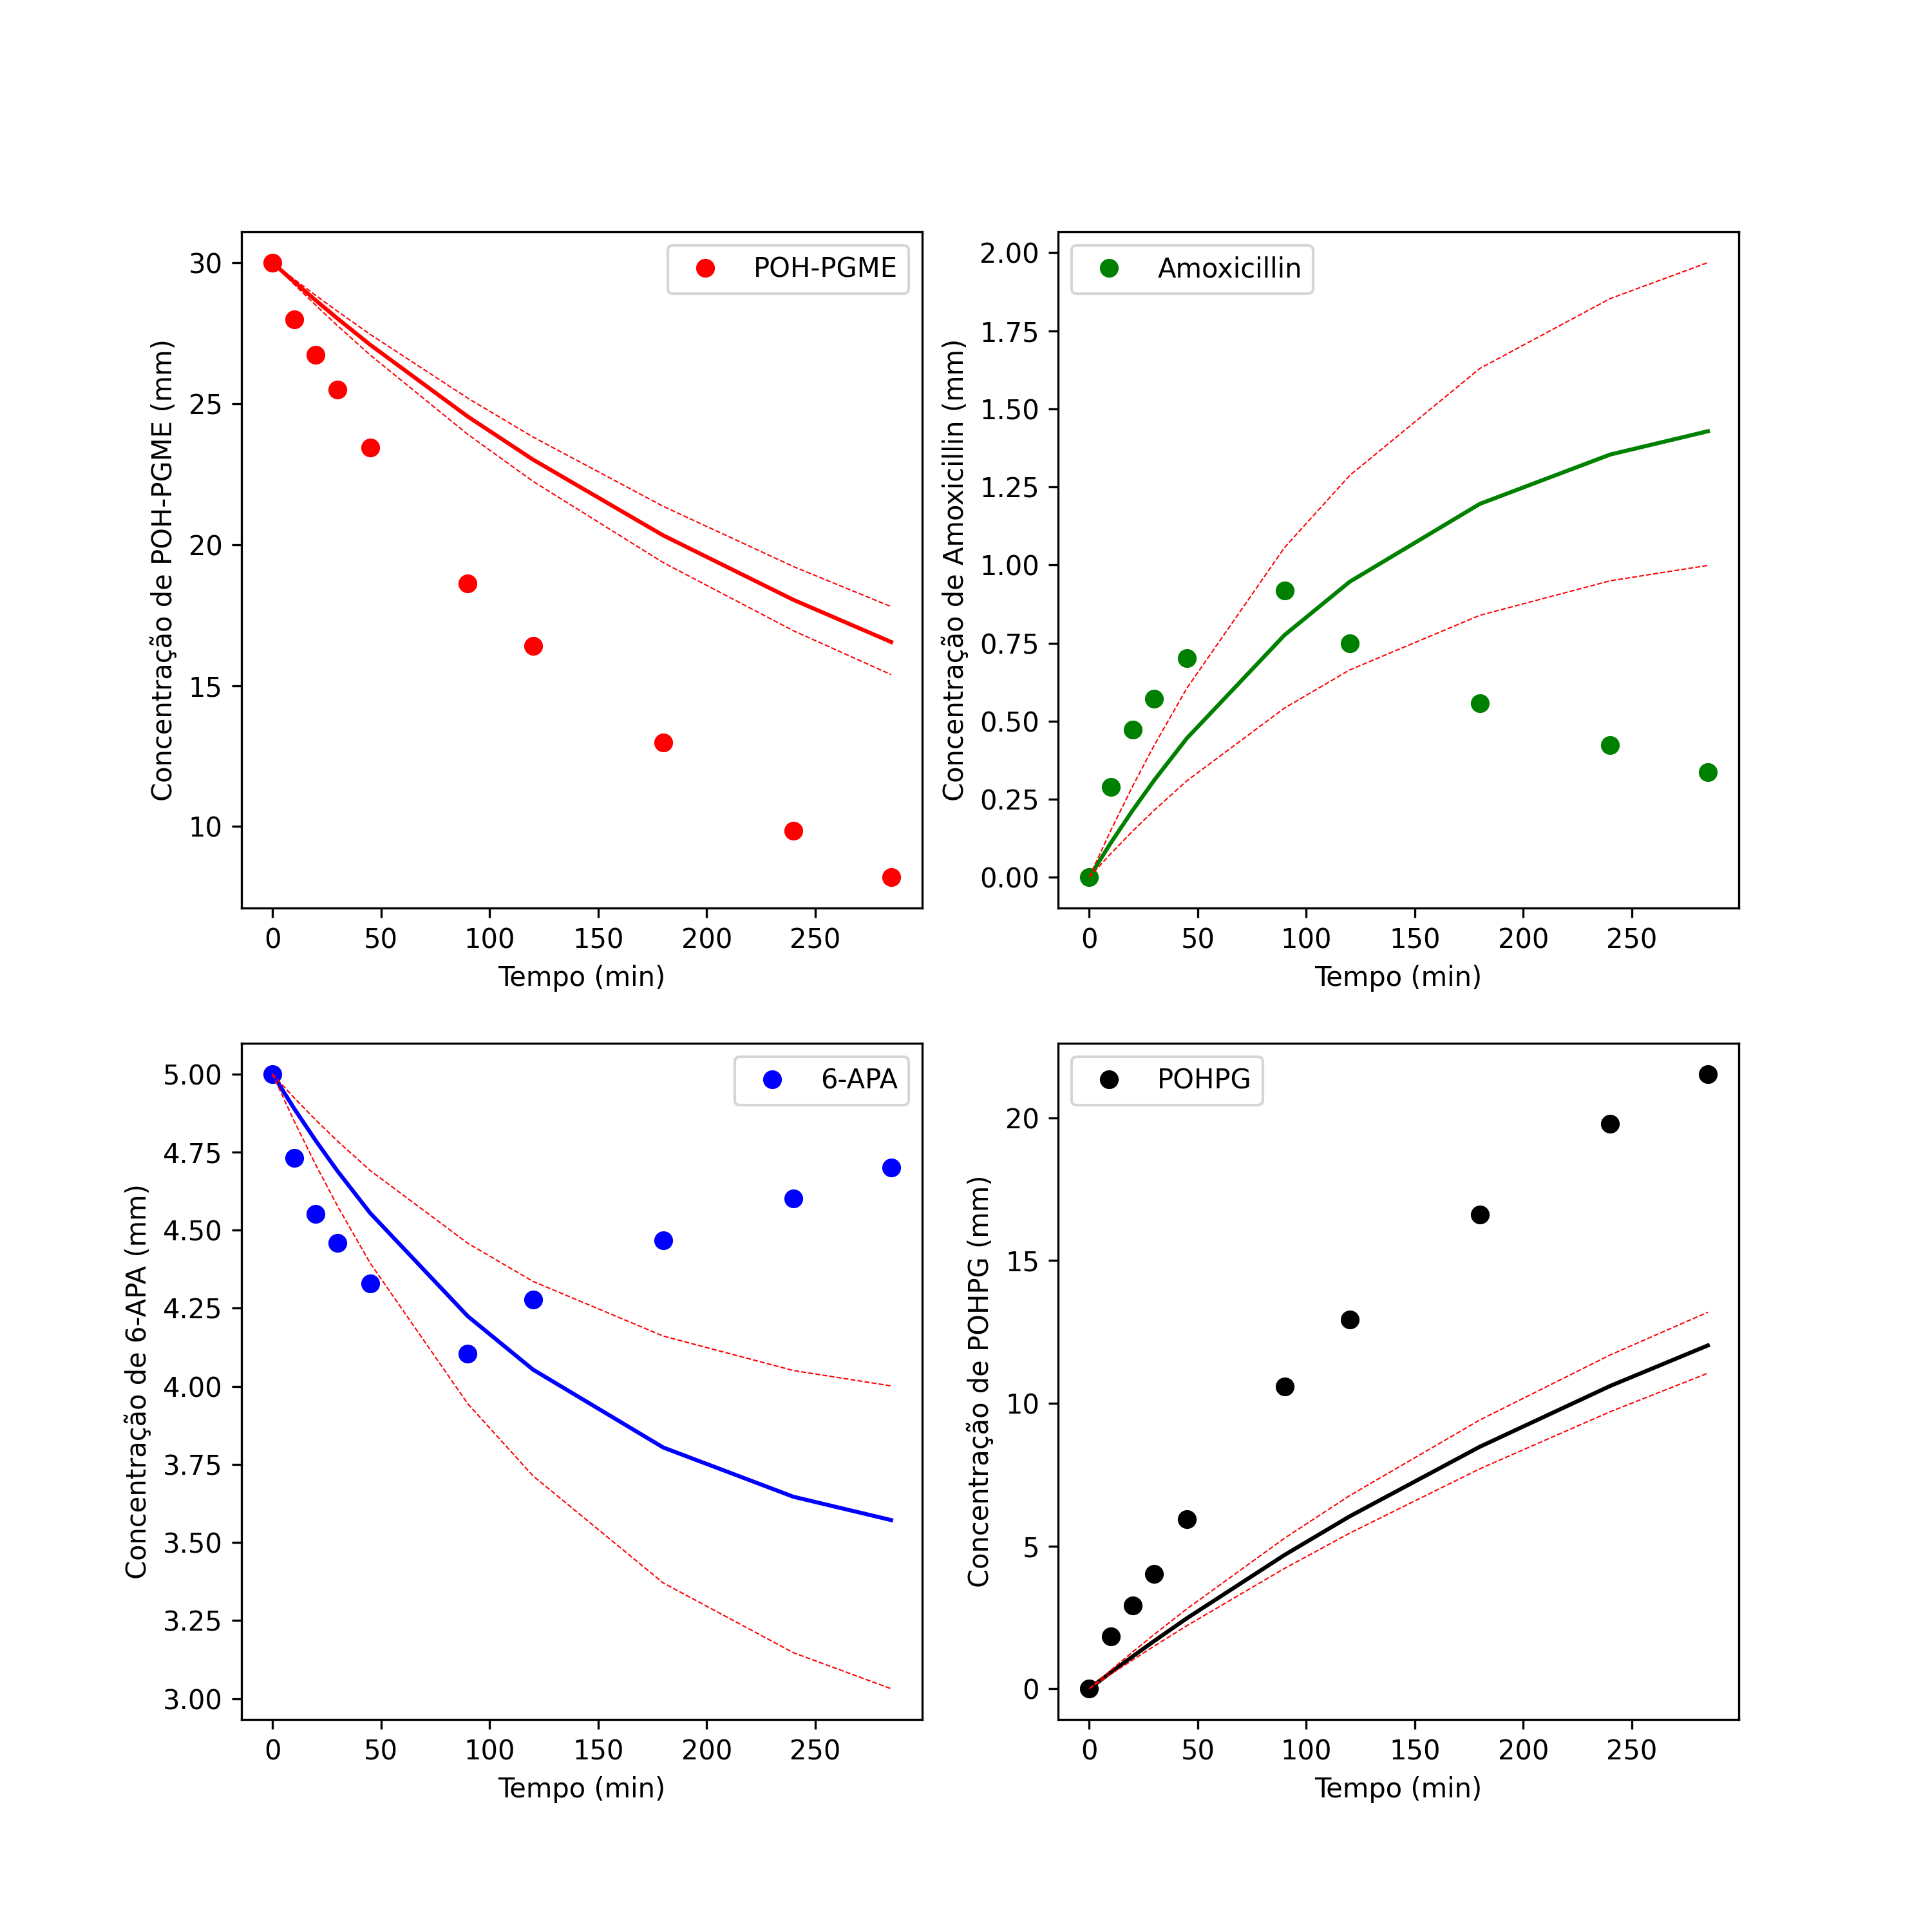 POH-PGME
Concentração de POH-PGME (mm)
30
25
20
15
10
0 50 100 150 200 250
Tempo (min)
Amoxicillin
Concentração de Amoxicillin (mm)
2.00
1.75
1.50
1.25
1.00
0.75
0.50
0.25
0.00
0 50 100 150 200 250
Tempo (min)
6-APA
Concentração de 6-APA (mm)
5.00
4.75
4.50
4.25
4.00
3.75
3.50
3.25
3.00
0 50 100 150 200 250
Tempo (min)
POHPG
Concentração de POHPG (mm)
20
15
10
5
0
0 50 100 150 200 250
Tempo (min)